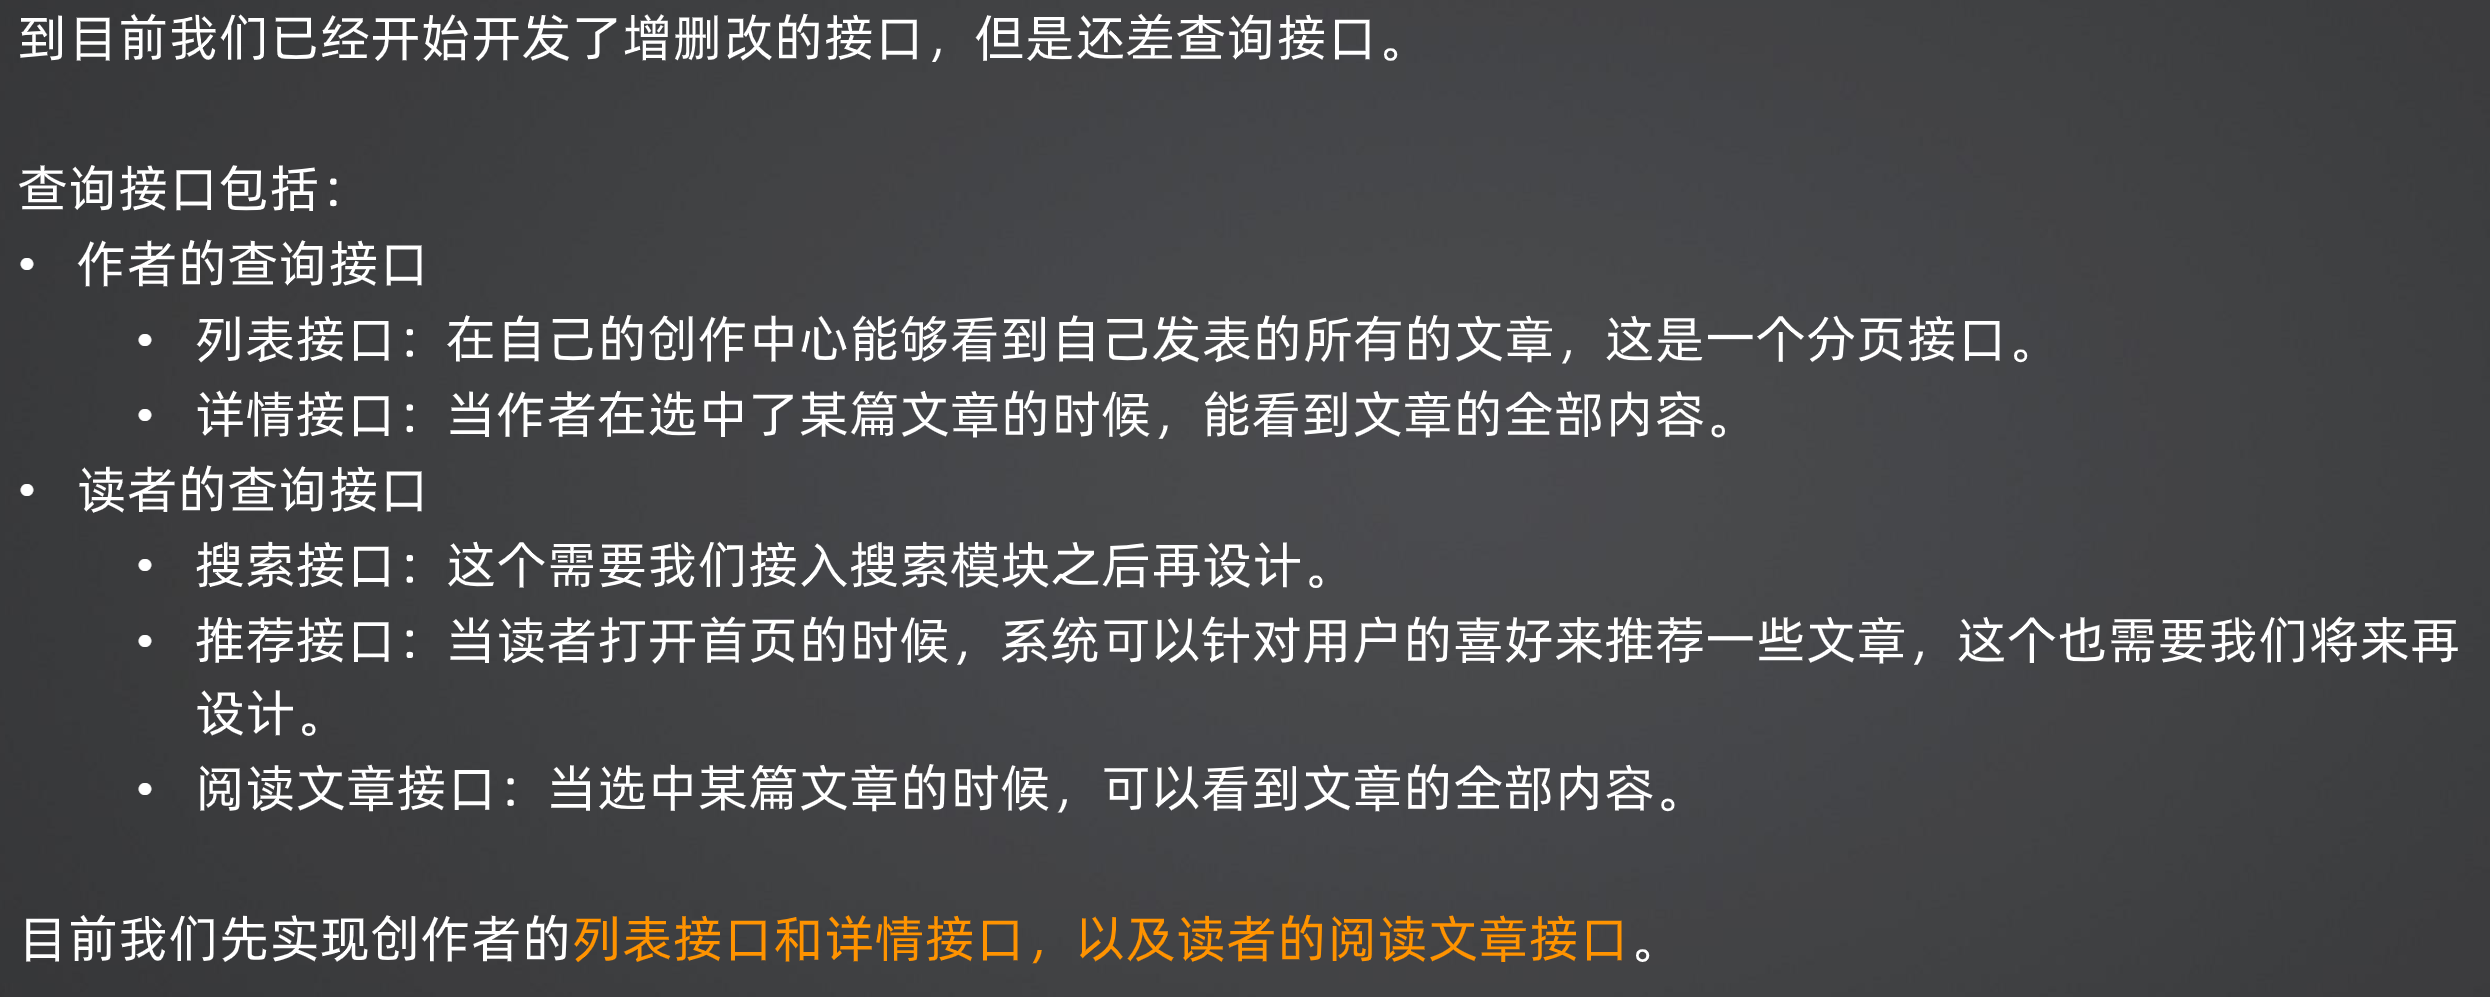 到目前我们已经开始开发了增删改的接口，但是还差查询接口。
查询接口包括：
• 作者的查询接口
• 列表接口：在自己的创作中心能够看到自己发表的所有的文章，这是一个分页接口。
• 详情接口：当作者在选中了某篇文章的时候，能看到文章的全部内容。
• 读者的查询接口
• 搜索接口：这个需要我们接入搜索模块之后再设计。
• 推荐接口：当读者打开首页的时候，系统可以针对用户的喜好来推荐一些文章，这个也需要我们将来再
设计。
• 阅读文章接口：当选中某篇文章的时候，可以看到文章的全部内容。
目前我们先实现创作者的列表接口和详情接口，以及读者的阅读文章接口。